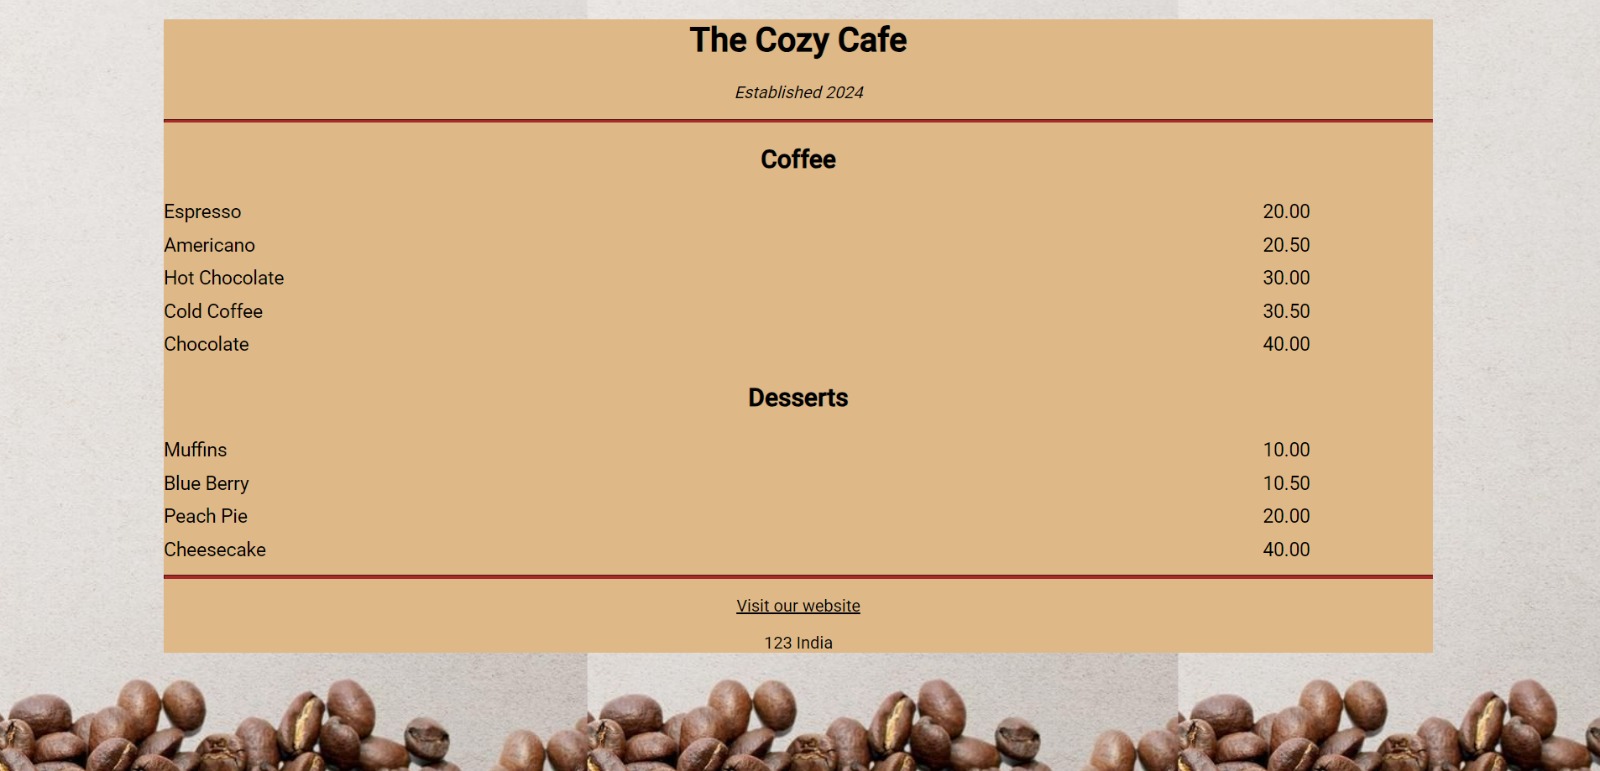 The Cozy Cafe
Established 2024
Coffee
Espresso 20.00
Americano 20.50
Hot Chocolate 30.00
Cold Coffee 30.50
Chocolate 40.00
Desserts
Muffins 10.00
Blue Berry 10.50
Peach Pie 20.00
Cheesecake 40.00
Visit our website
123 India